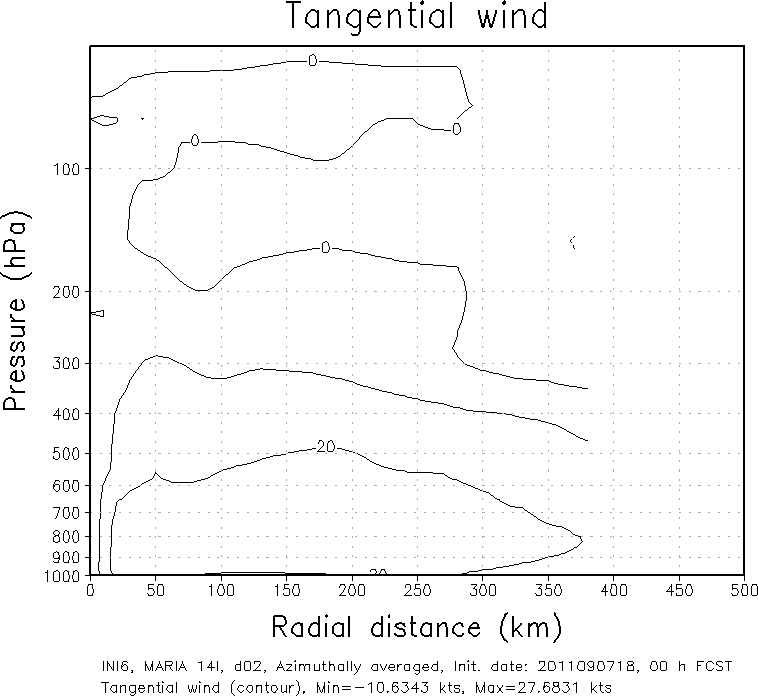 Tangential wind
0
0
0
100
0
200
300
400
20
500
600
700
800
900
1000
20
0 50 100 150 200 250 300 350 400 450 500
Pressure (hPa)
Radial distance (km)
INI6, MARIA 14l, d02, Azimuthally averaged, Init. date: 2011090718, 00 h FCST
Tangential wind (contour), Min=−10.6343 kts, Max=27.6831 kts